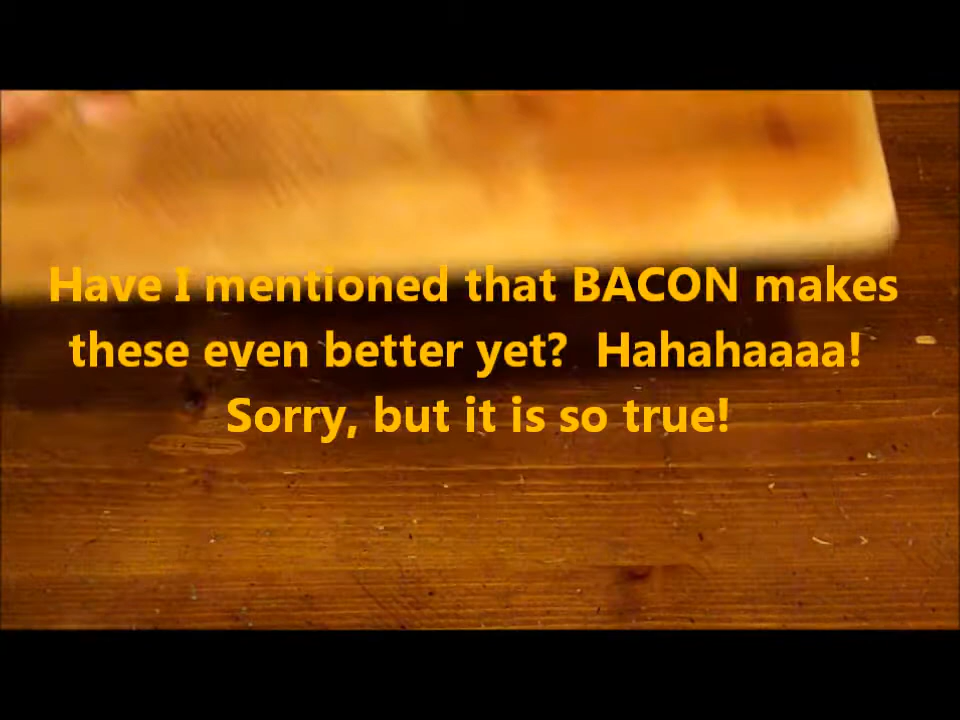 Have I mentioned that BACON makes
these even better yet?  Hahahaaaa!
Sorry, but it is so true!